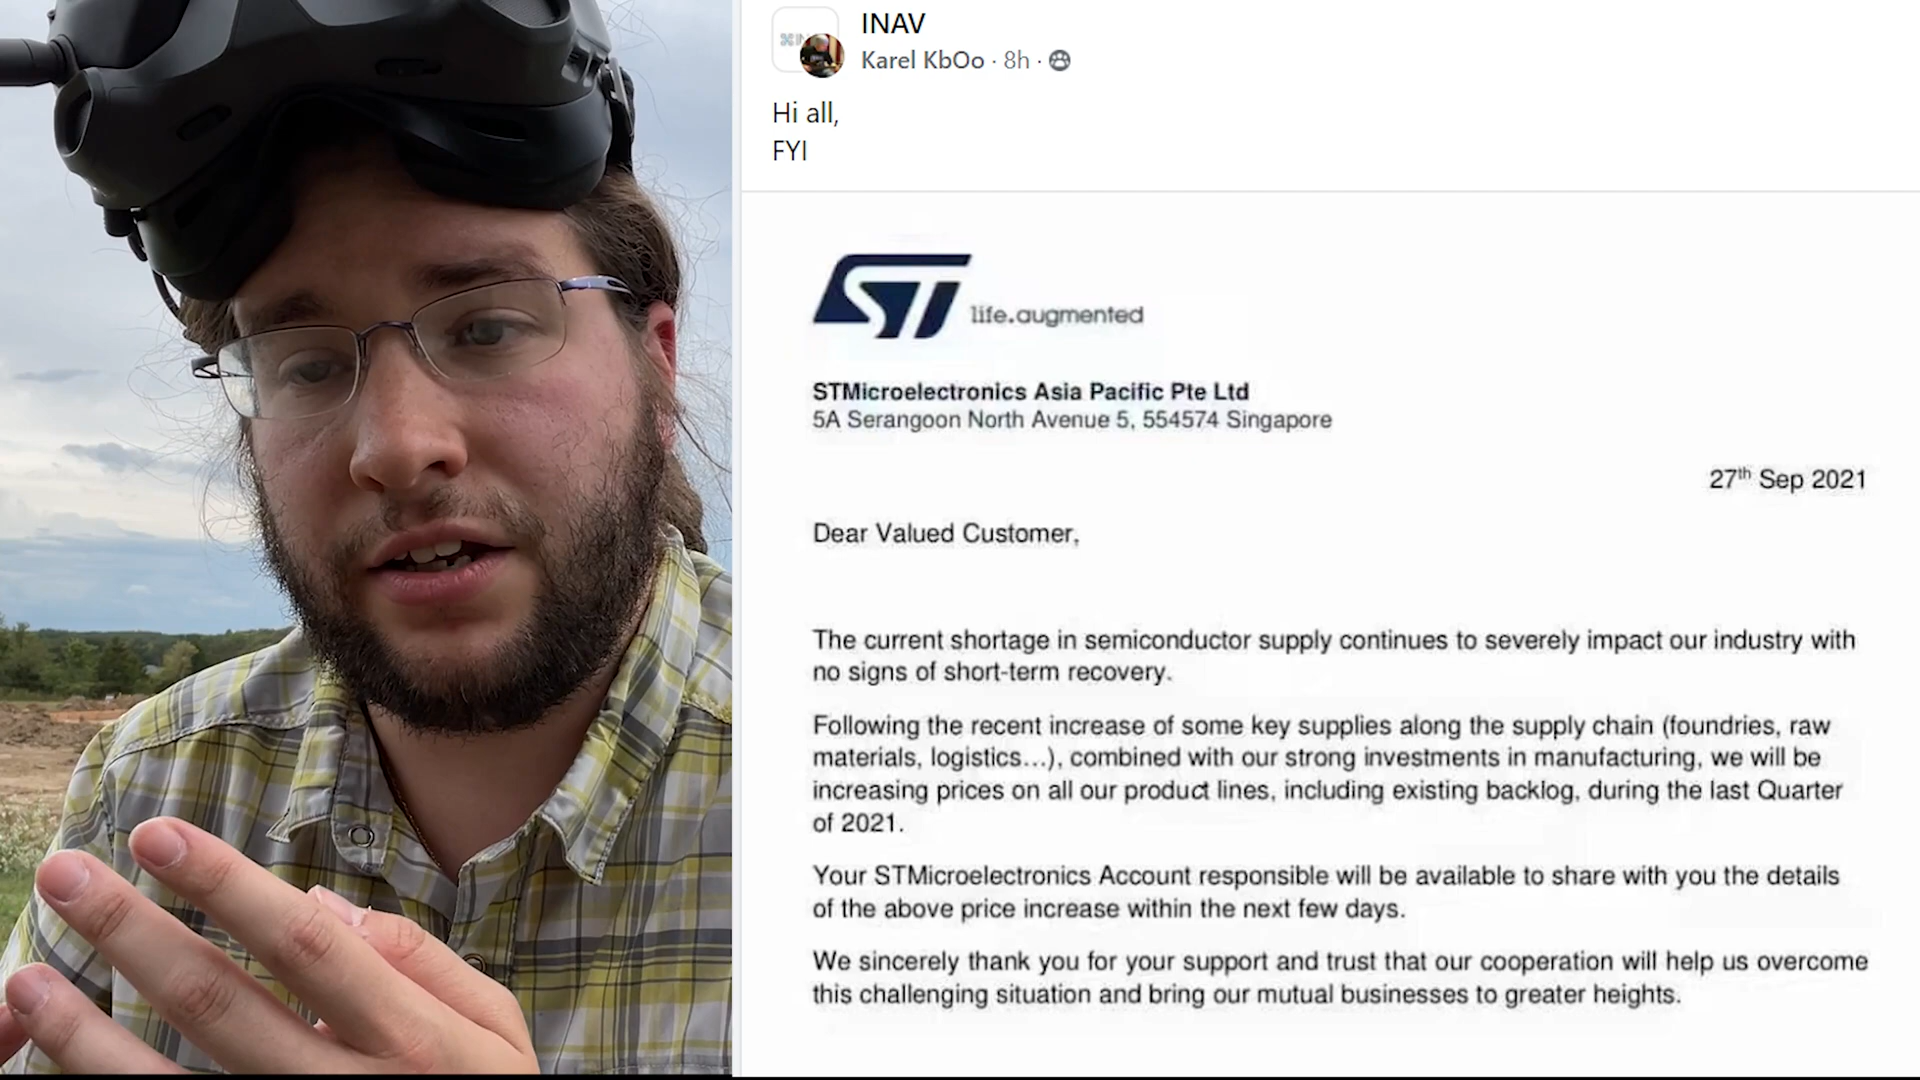 INAV
Karel KbOo · 8h ·
Hi all,
FYI
ST life.augmented
STMicroelectronics Asia Pacific Pte Ltd
5A Serangoon North Avenue 5, 554574 Singapore
27th Sep 2021
Dear Valued Customer,
The current shortage in semiconductor supply continues to severely impact our industry with
no signs of short-term recovery.
Following the recent increase of some key supplies along the supply chain (foundries, raw
materials, logistics...), combined with our strong investments in manufacturing, we will be
increasing prices on all our product lines, including existing backlog, during the last Quarter
of 2021.
Your STMicroelectronics Account responsible will be available to share with you the details
of the above price increase within the next few days.
We sincerely thank you for your support and trust that our cooperation will help us overcome
this challenging situation and bring our mutual businesses to greater heights.